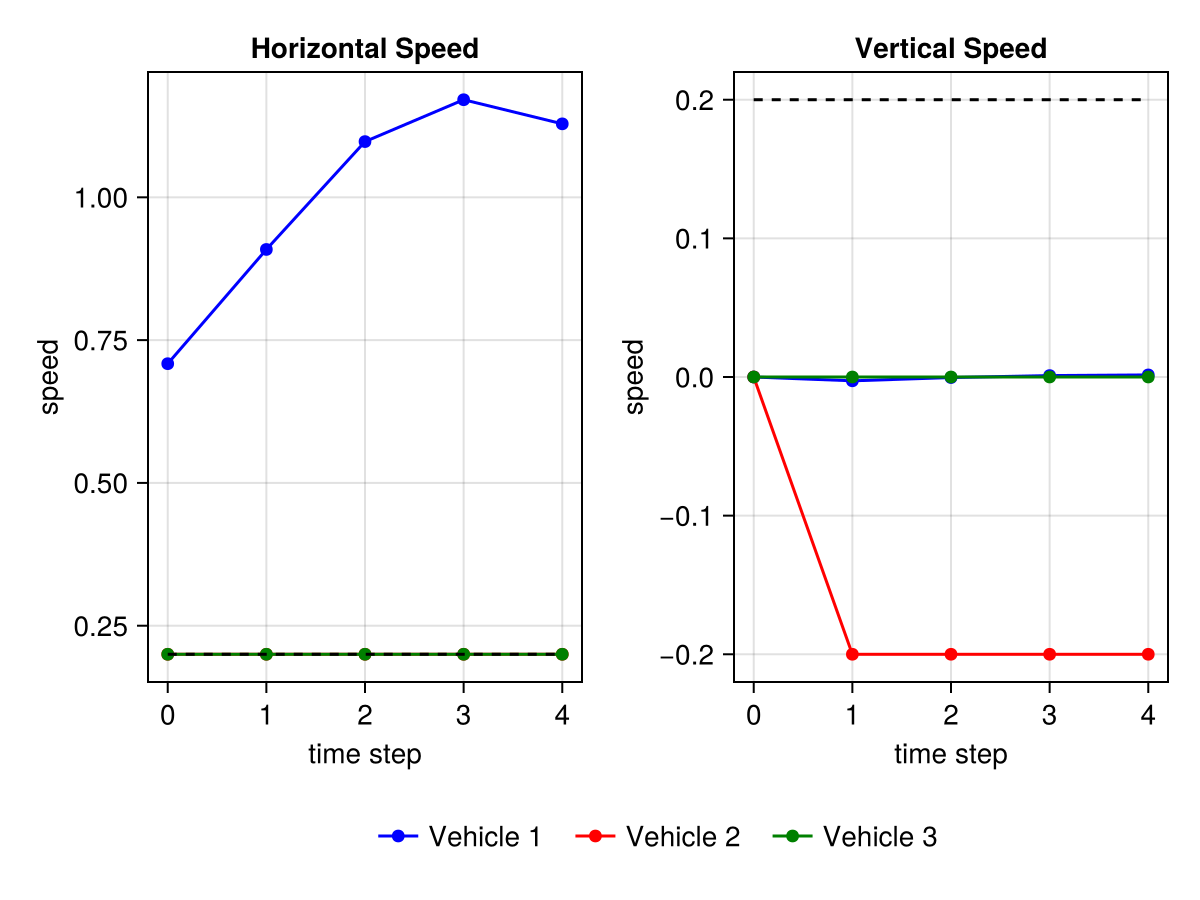 Horizontal Speed
1.00
0.75
0.50
0.25
speed
0 1 2 3 4
time step
Vertical Speed
0.2
0.1
0.0
−0.1
−0.2
speed
0 1 2 3 4
time step
Vehicle 1 Vehicle 2 Vehicle 3